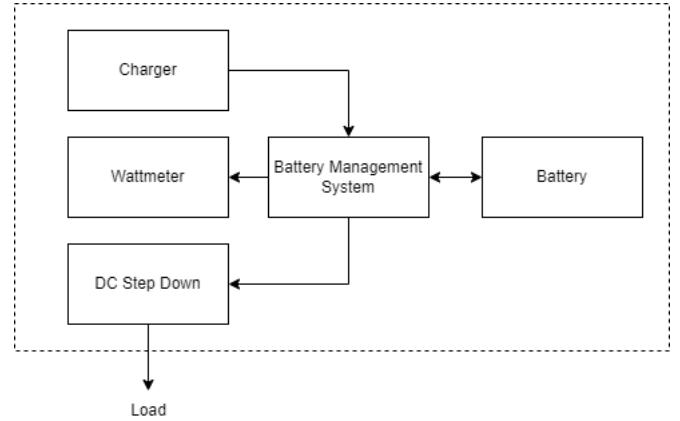 Charger
Wattmeter
Battery Management
System
Battery
DC Step Down
Load